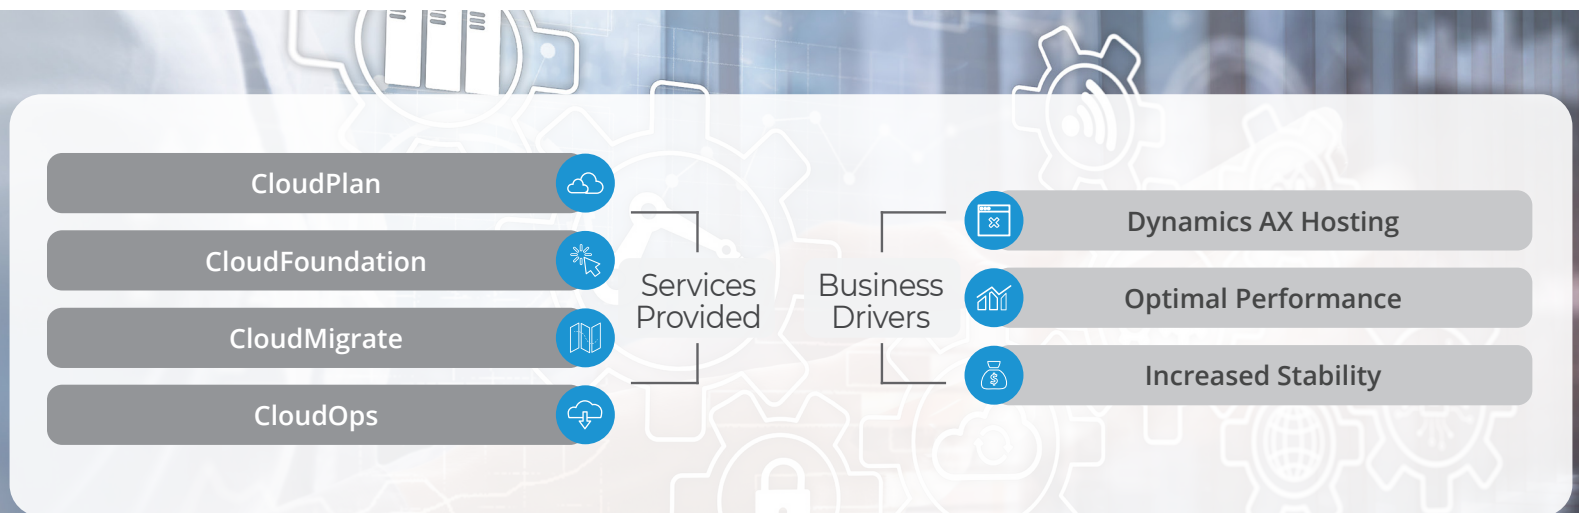 CloudPlan
CloudFoundation
CloudMigrate
CloudOps
Services
Provided
Business
Drivers
Dynamics AX Hosting
Optimal Performance
Increased Stability